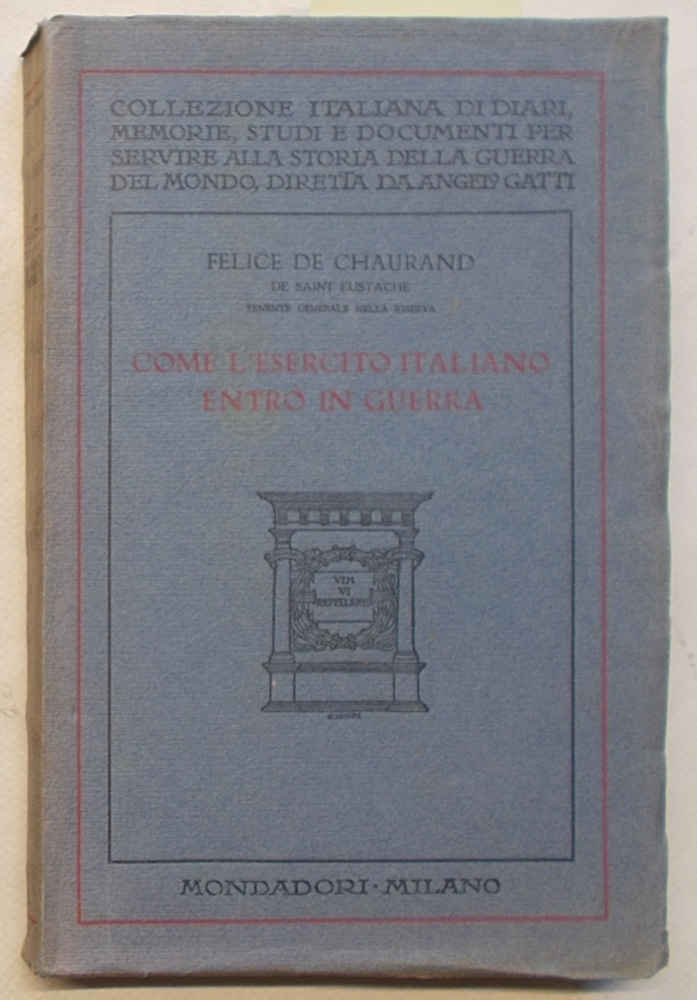 COLLEZIONE ITALIANA DI DIARI,
MEMORIE, STUDI E DOCUMENTI PER
SERVIRE ALLA STORIA DELLA GUERRA
DEL MONDO, DIRETTA DA ANGELO GATTI
FELICE DE CHAURAND
DE SAINT EUSTACHE
TENENTE GENERALE NELLA RISERVA
COME L'ESERCITO ITALIANO
ENTRÒ IN GUERRA
VIM
VI
MONDADORI · MILANO